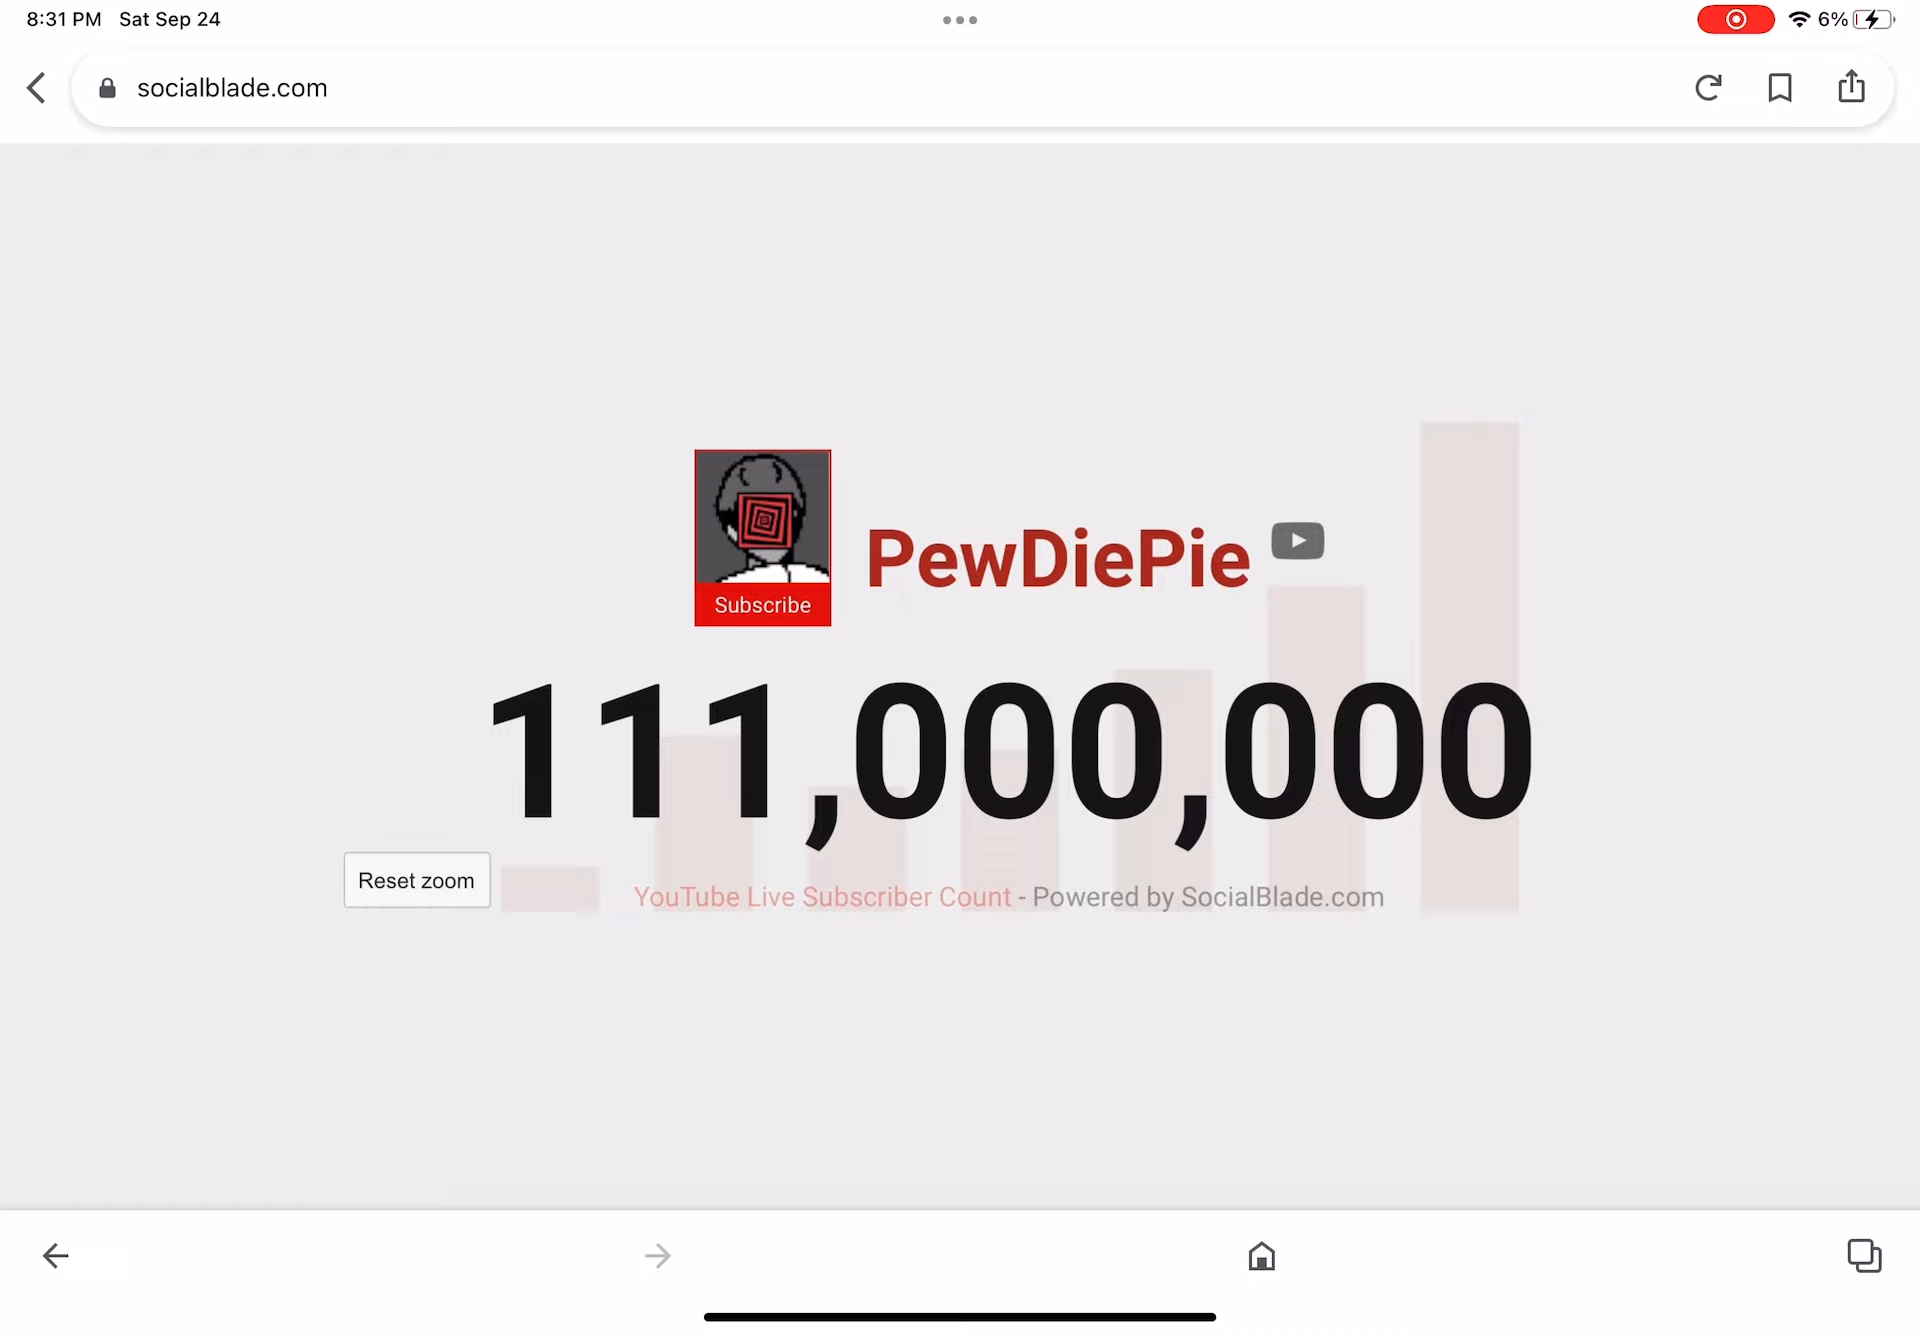 8:31 PM Sat Sep 24
6%
socialblade.com
PewDiePie
Subscribe
111,000,000
Reset zoom
YouTube Live Subscriber Count - Powered by SocialBlade.com